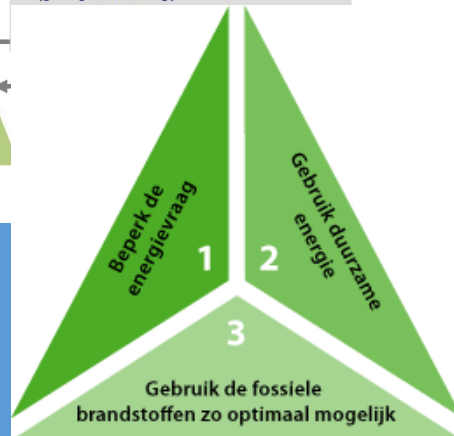 Beperk de
energievraag
1
2
Gebruik duurzame
energie
3
Gebruik de fossiele
brandstoffen zo optimaal mogelijk